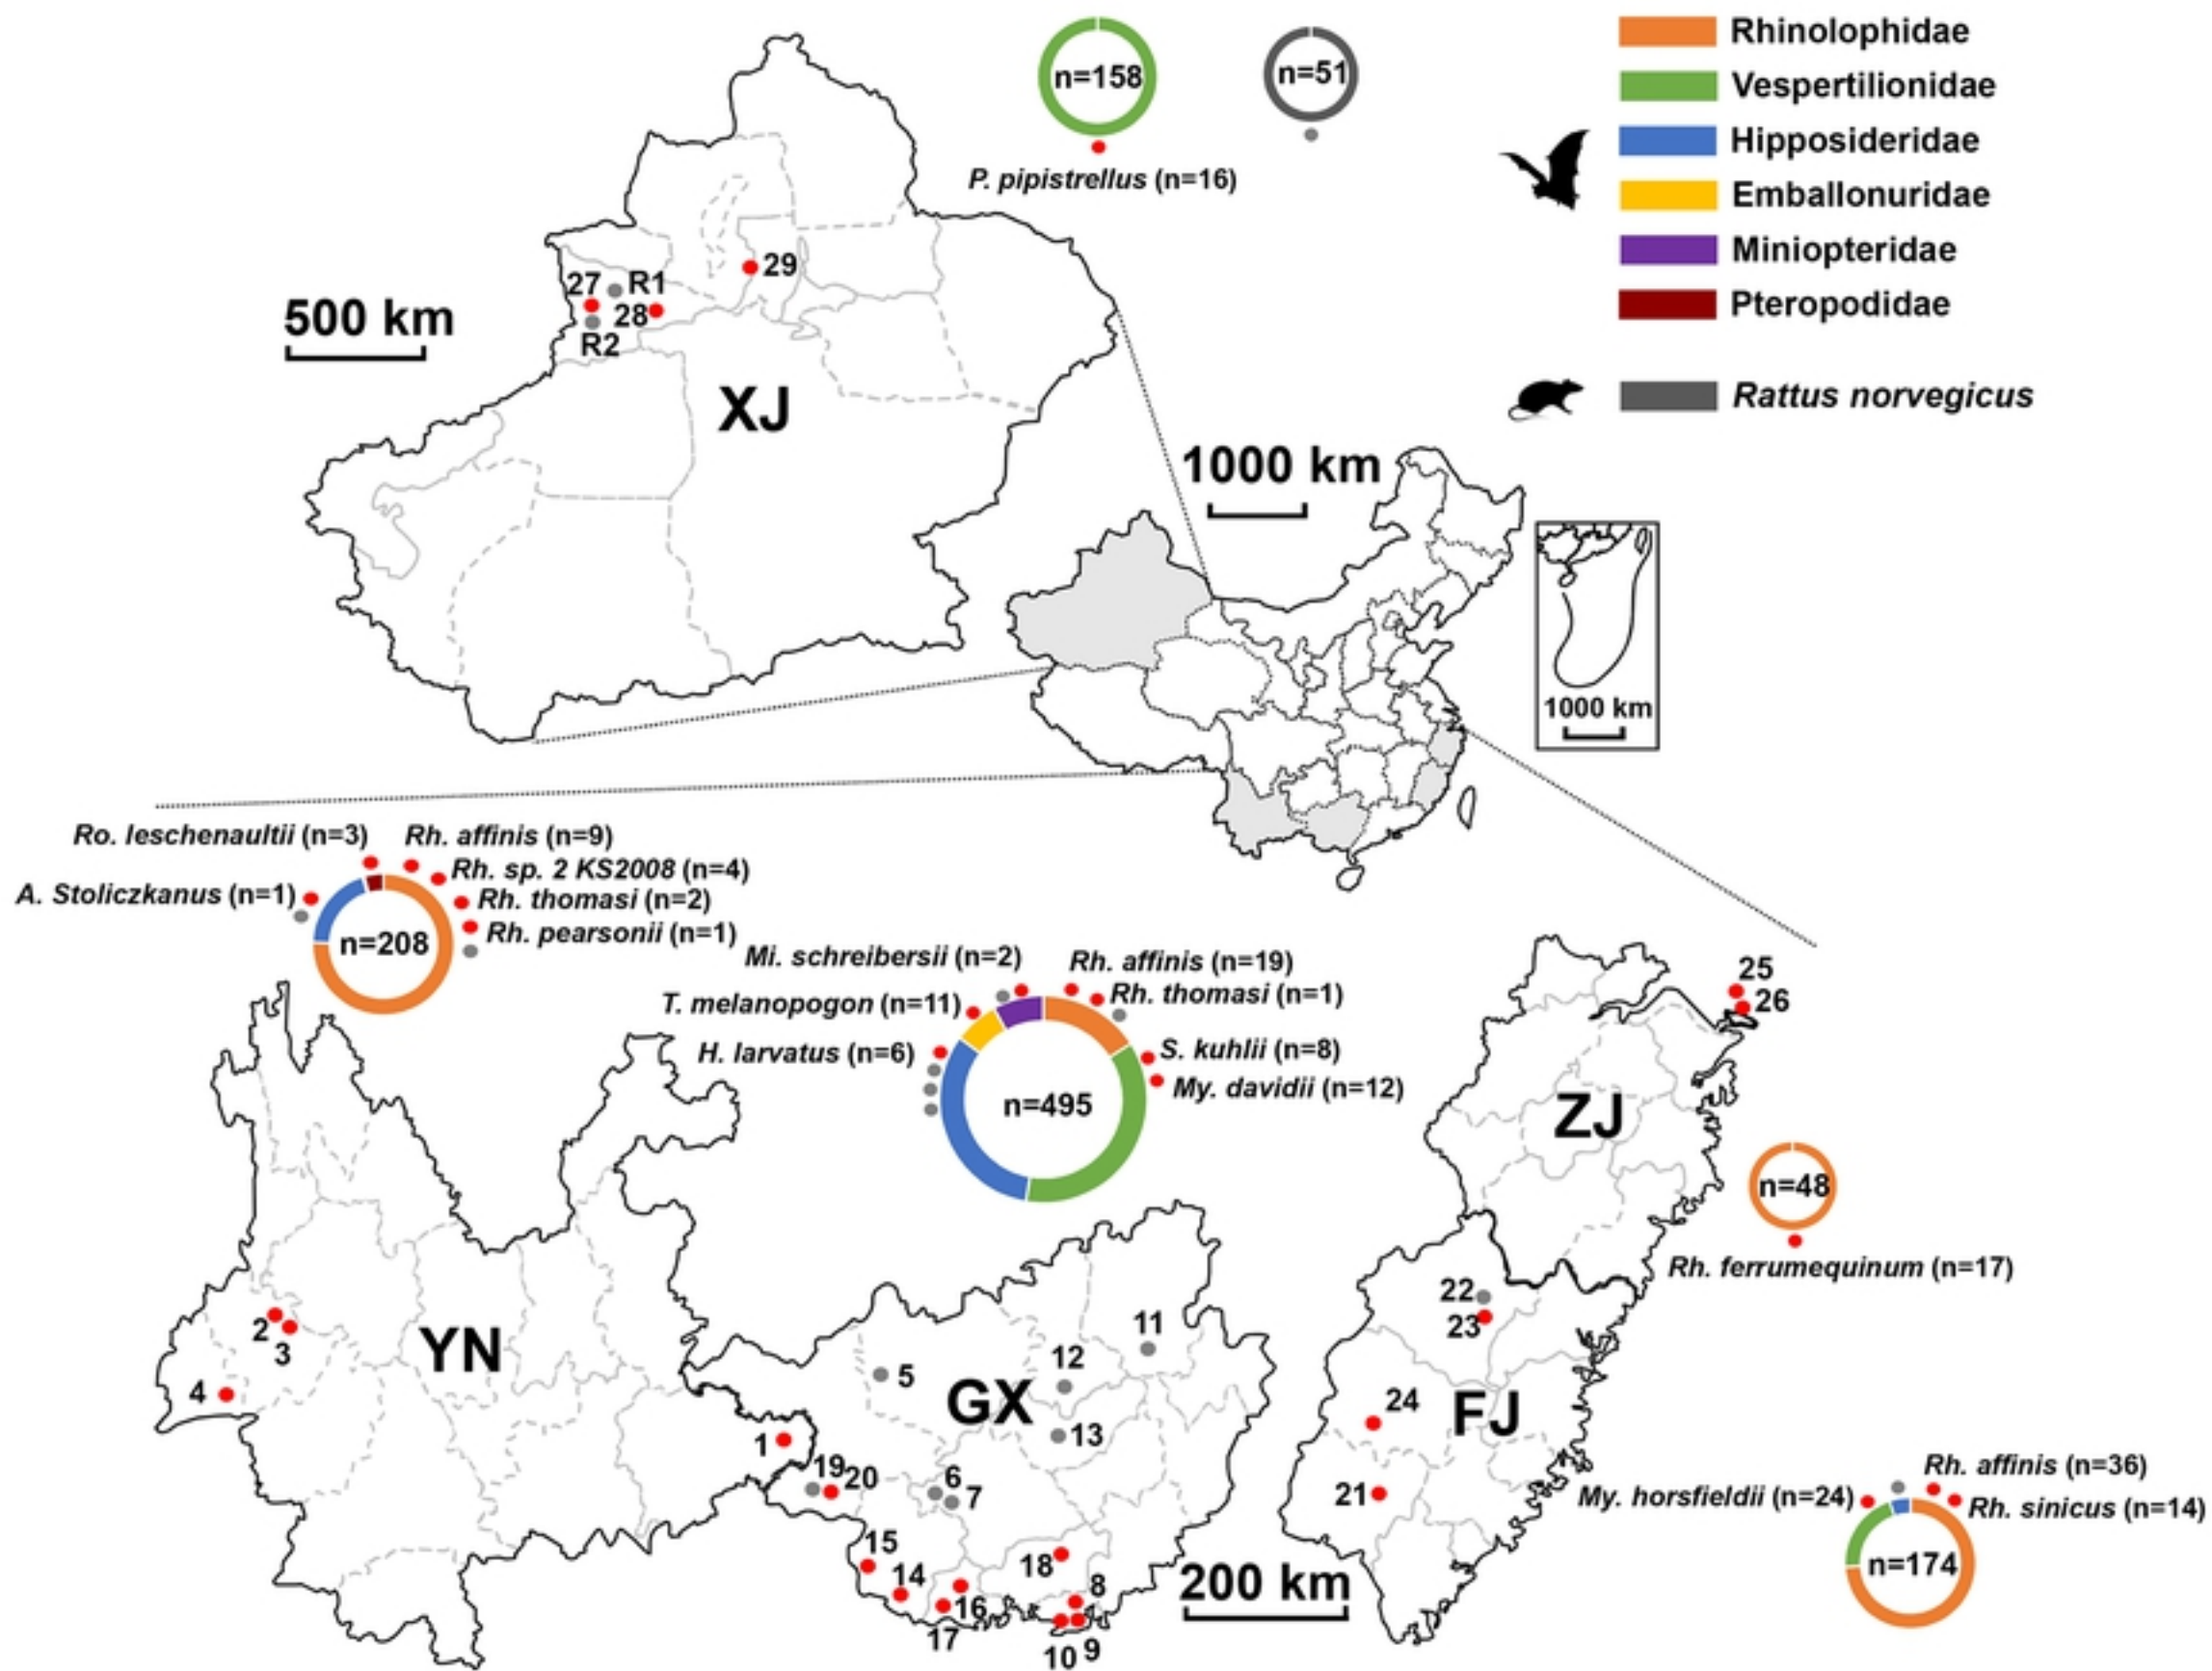 n=158
n=51
P. pipistrellus (n=16)
Rhinolophidae
Vespertilionidae
Hipposideridae
Emballonuridae
Miniopteridae
Pteropodidae
Rattus norvegicus
29
27
R1
28
R2
500 km
XJ
1000 km
1000 km
Ro. leschenaultii (n=3)
Rh. affinis (n=9)
Rh. sp. 2 KS2008 (n=4)
A. Stoliczkanus (n=1)
Rh. thomasi (n=2)
Rh. pearsonii (n=1)
n=208
Mi. schreibersii (n=2)
Rh. affinis (n=19)
T. melanopogon (n=11)
Rh. thomasi (n=1)
H. larvatus (n=6)
S. kuhlii (n=8)
My. davidii (n=12)
n=495
25
26
ZJ
n=48
Rh. ferrumequinum (n=17)
2
3
4
YN
1
5
11
12
GX
13
19
20
6
7
15
14
16
17
18
8
10
9
200 km
22
23
24
FJ
21
Rh. affinis (n=36)
My. horsfieldii (n=24)
Rh. sinicus (n=14)
n=174